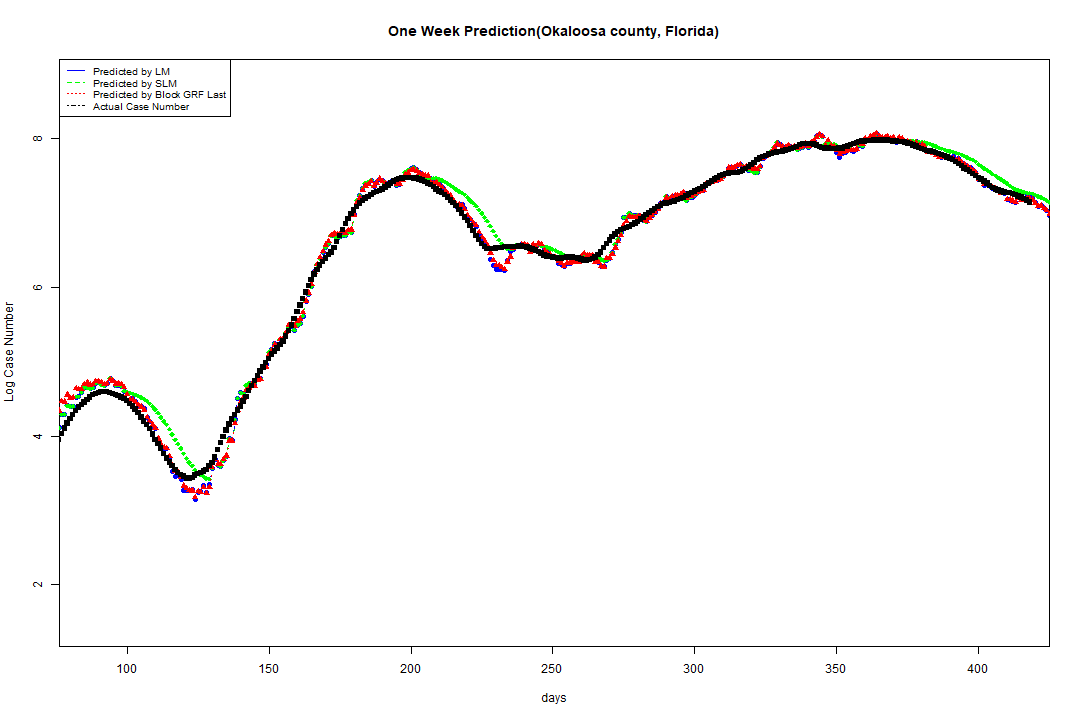 One Week Prediction(Okaloosa county, Florida)
Predicted by LM
Predicted by SLM
Predicted by Block GRF Last
Actual Case Number
8
6
4
2
Log Case Number
100 150 200 250 300 350 400
days